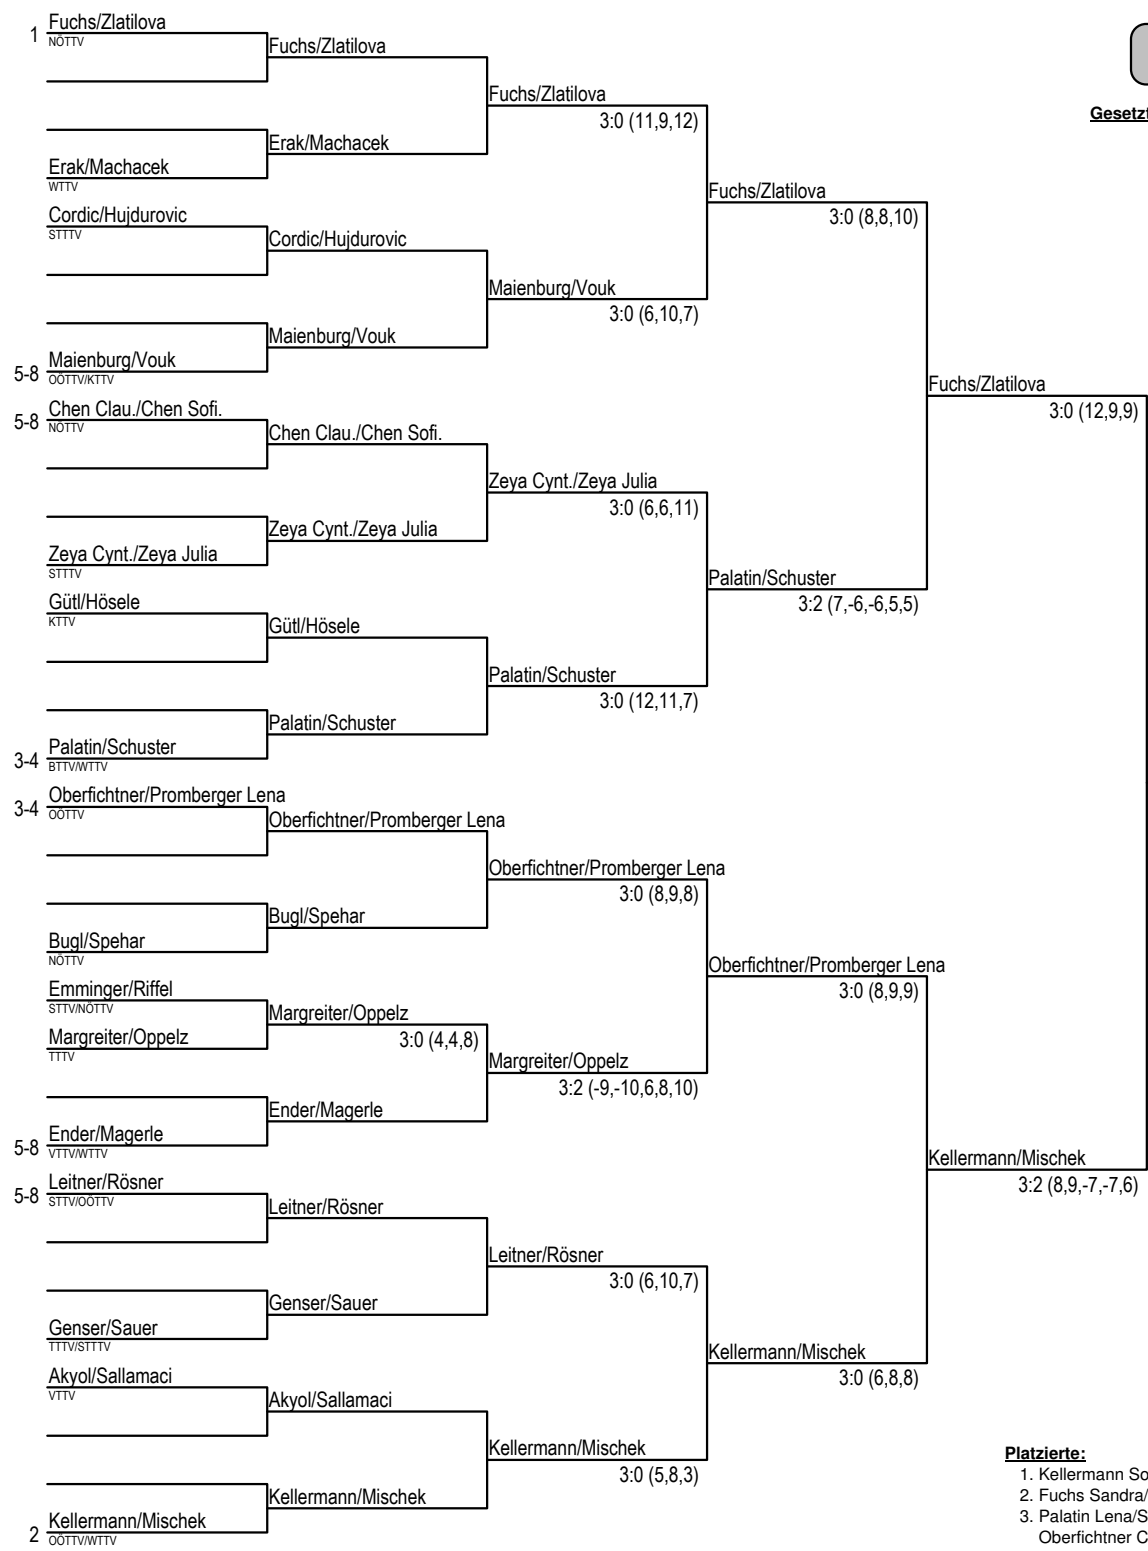 1 Fuchs/Zlatilova
NÖTTV
Fuchs/Zlatilova
Fuchs/Zlatilova
3:0 (11,9,12)
Erak/Machacek
Erak/Machacek
WTTV
Fuchs/Zlatilova
3:0 (8,8,10)
Cordic/Hujdurovic
STTTV
Cordic/Hujdurovic
Maienburg/Vouk
3:0 (6,10,7)
Maienburg/Vouk
5-8 Maienburg/Vouk
OÖTTV/KTTV
Fuchs/Zlatilova
3:0 (12,9,9)
5-8 Chen Clau./Chen Sofi.
NÖTTV
Chen Clau./Chen Sofi.
Zeya Cynt./Zeya Julia
3:0 (6,6,11)
Zeya Cynt./Zeya Julia
Zeya Cynt./Zeya Julia
STTTV
Palatin/Schuster
3:2 (7,-6,-6,5,5)
Gütl/Hösele
KTTV
Gütl/Hösele
Palatin/Schuster
3:0 (12,11,7)
Palatin/Schuster
3-4 Palatin/Schuster
BTTV/WTTV
3-4 Oberfichtner/Promberger Lena
OÖTTV
Oberfichtner/Promberger Lena
Oberfichtner/Promberger Lena
3:0 (8,9,8)
Bugl/Spehar
Bugl/Spehar
NÖTTV
Oberfichtner/Promberger Lena
3:0 (8,9,9)
Emminger/Riffel
STTV/NÖTTV
Margreiter/Oppelz
3:0 (4,4,8)
Margreiter/Oppelz
TTTV
Margreiter/Oppelz
3:2 (-9,-10,6,8,10)
Ender/Magerle
5-8 Ender/Magerle
VTTV/WTTV
Kellermann/Mischek
3:2 (8,9,-7,-7,6)
5-8 Leitner/Rösner
STTV/OÖTTV
Leitner/Rösner
Leitner/Rösner
3:0 (6,10,7)
Genser/Sauer
Genser/Sauer
TTTV/STTTV
Kellermann/Mischek
3:0 (6,8,8)
Akyol/Sallamaci
VTTV
Akyol/Sallamaci
Kellermann/Mischek
3:0 (5,8,3)
Kellermann/Mischek
2 Kellermann/Mischek
OÖTTV/WTTV
Gesetzt
Platzierte:
1. Kellermann So
2. Fuchs Sandra/
3. Palatin Lena/S
Oberfichtner C